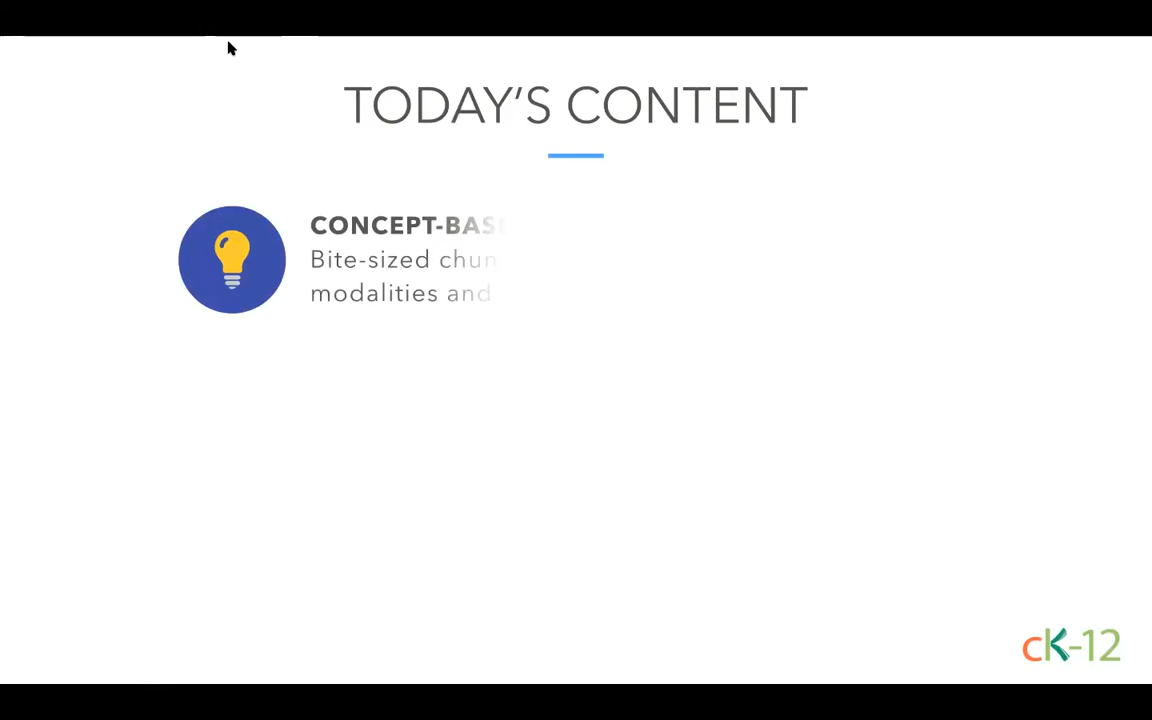 TODAY'S CONTENT
CONCEPT-BAS
Bite-sized chun
modalities and
cK-12